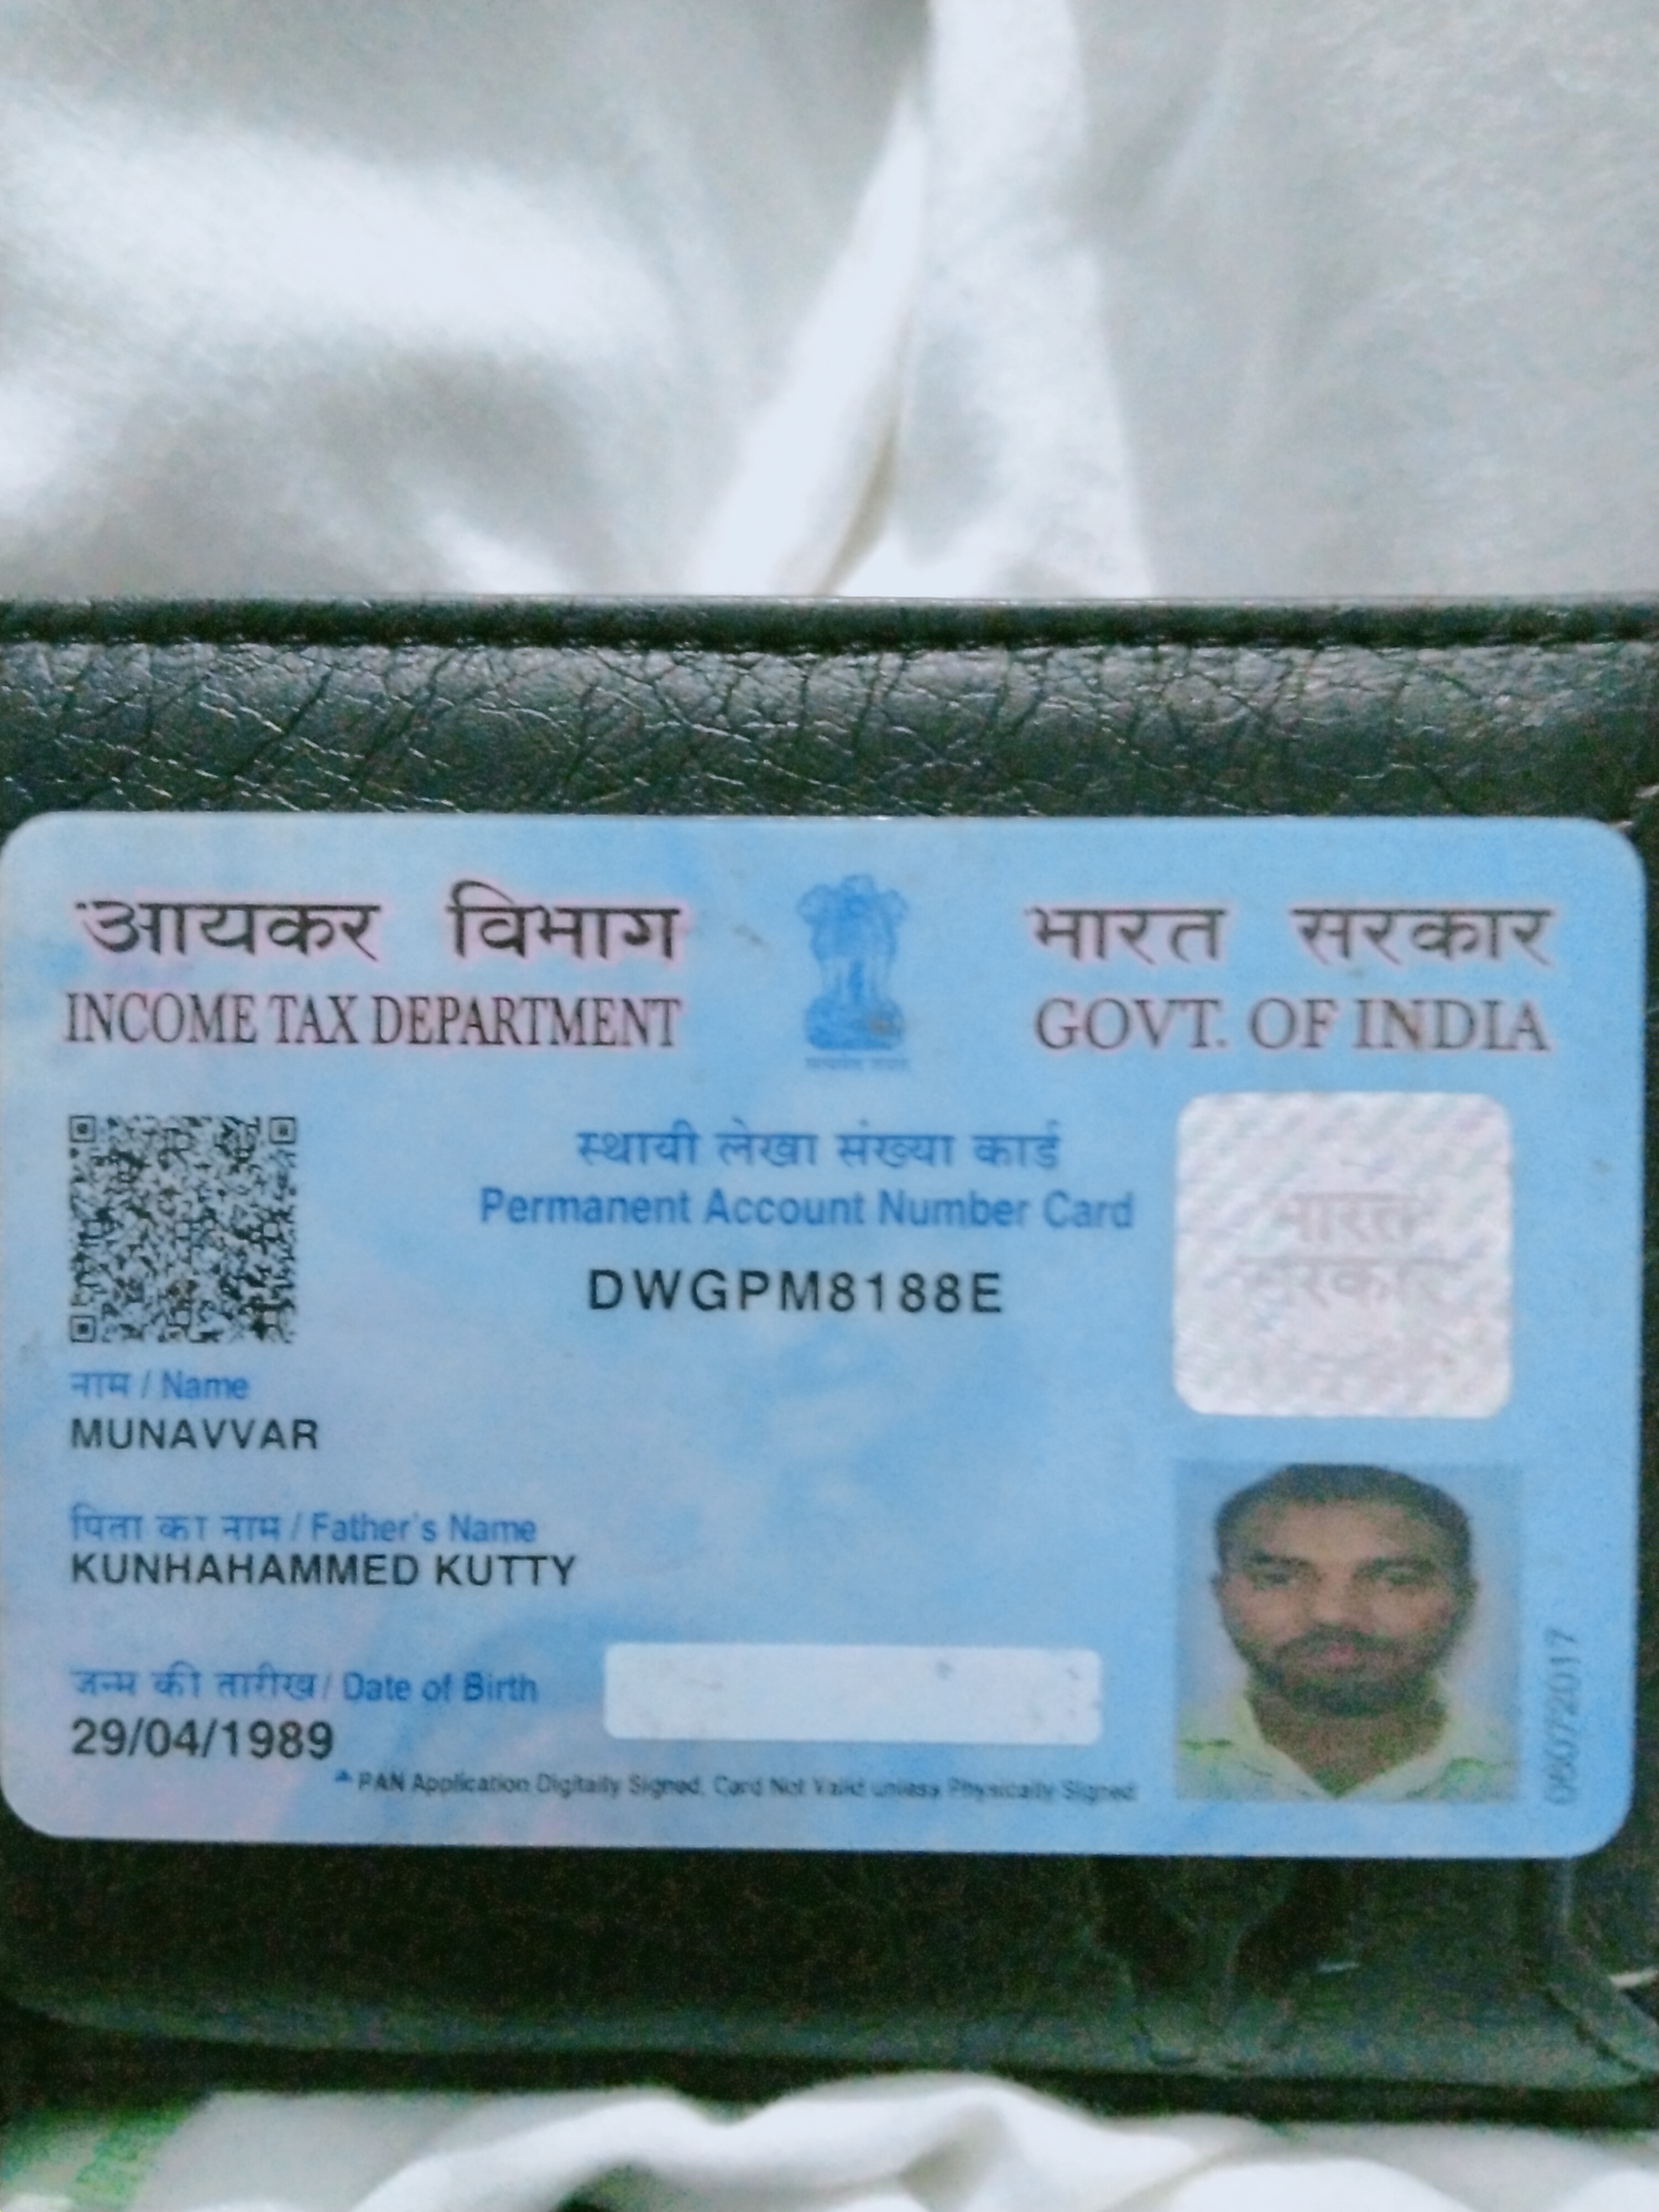 आयकर विभाग
INCOME TAX DEPARTMENT
भारत सरकार
GOVT. OF INDIA
स्थायी लेखा संख्या कार्ड
Permanent Account Number Card
DWGPM8188E
भारत
सरकार
नाम / Name
MUNAVVAR
पिता का नाम / Father's Name
KUNHAHAMMED KUTTY
जन्म की तारीख / Date of Birth
29/04/1989
PAN Application Digitally Signed, Card Not Valid unless Physically Signed